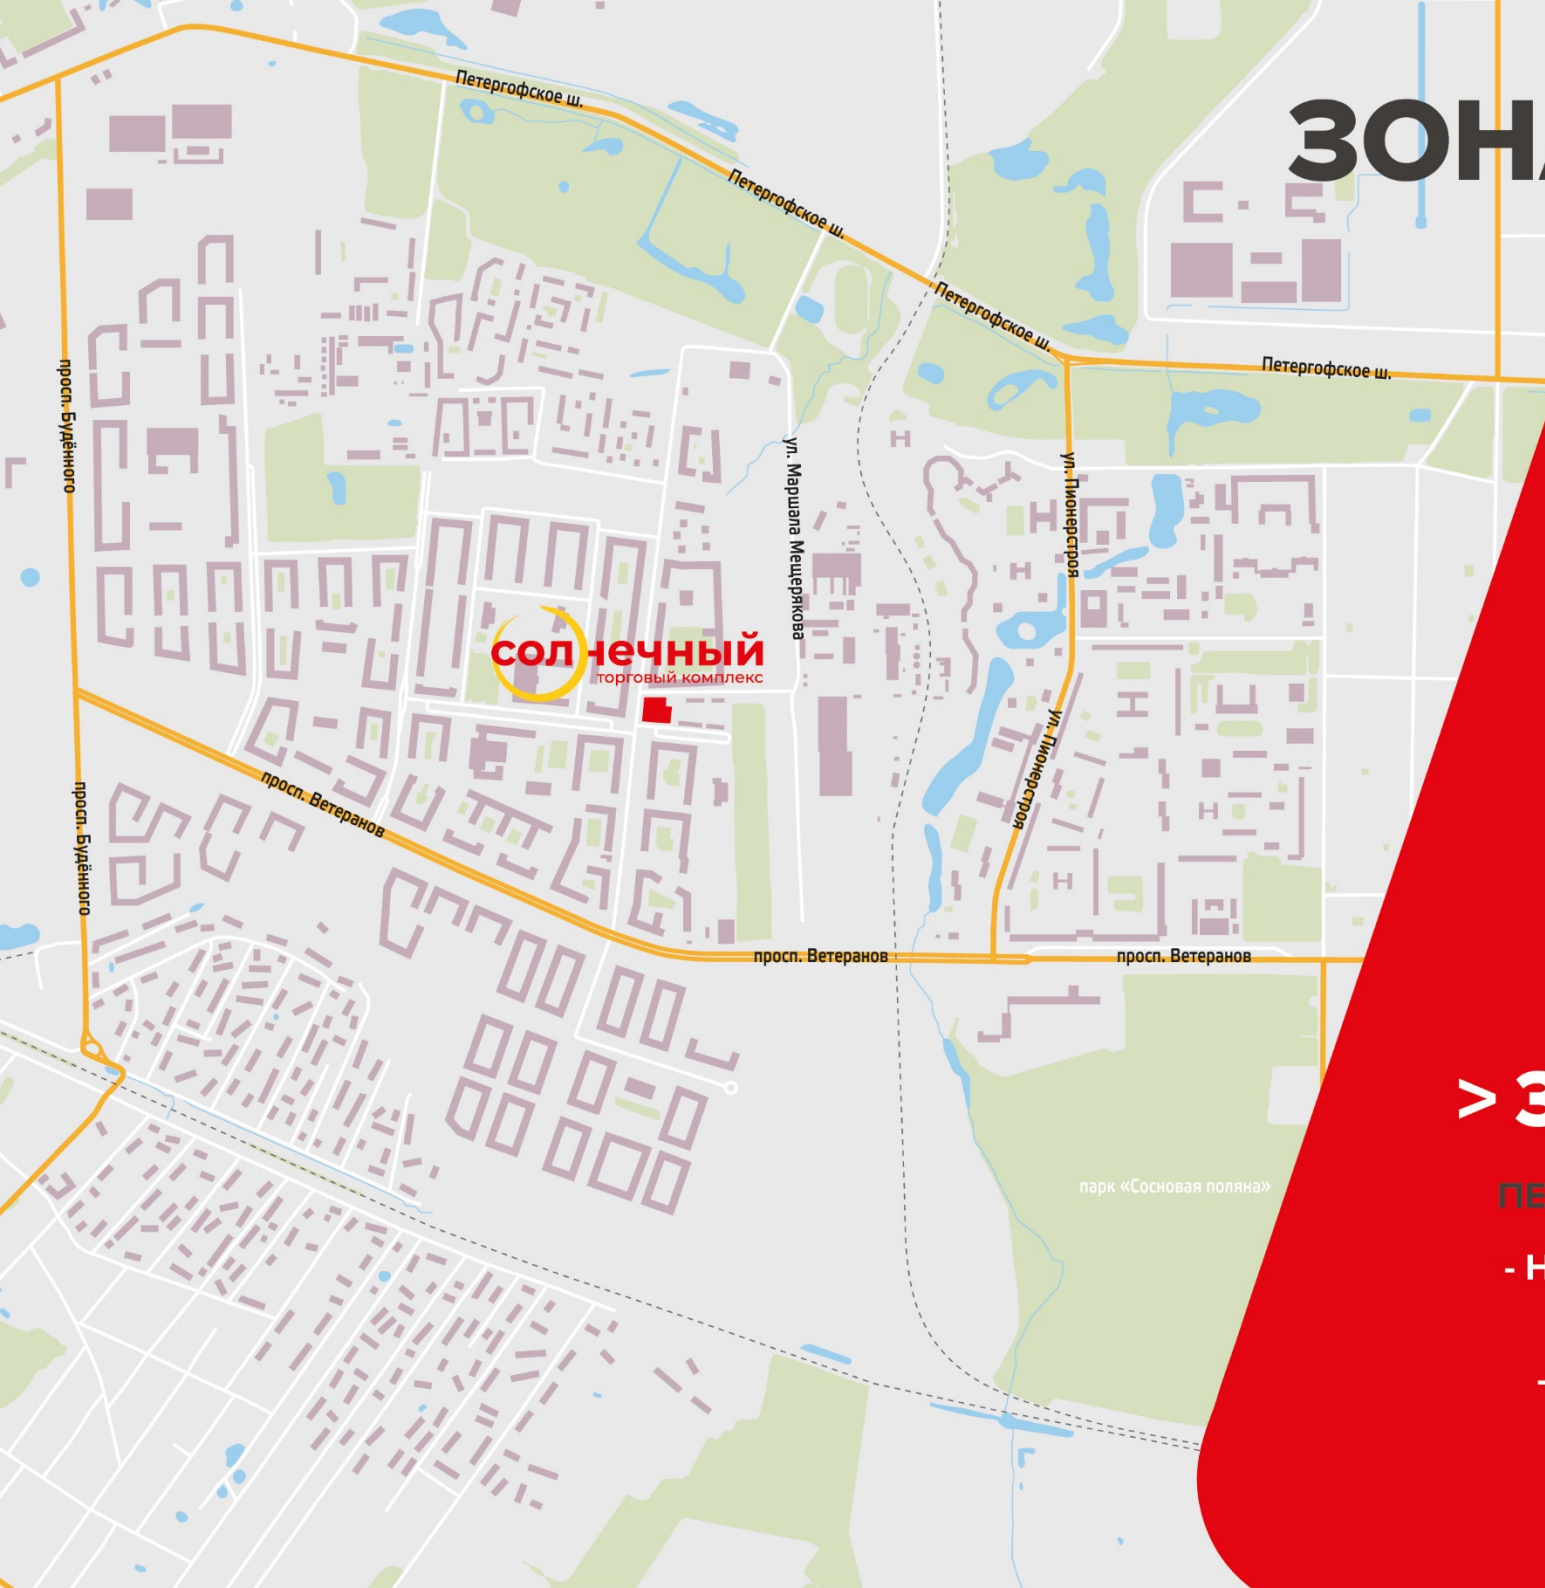 Петергофское ш.
ЗОНА
Петергофское ш.
Петергофское ш.
Петергофское ш.
просп. Будённого
ул. Маршала Мещерякова
ул. Пионерстроя
солнечный
торговый комплекс
ул. Пионерстроя
просп. Ветеранов
просп. Будённого
просп. Ветеранов
просп. Ветеранов
> З
парк «Сосновая поляна»
ПЕ
- Н
-